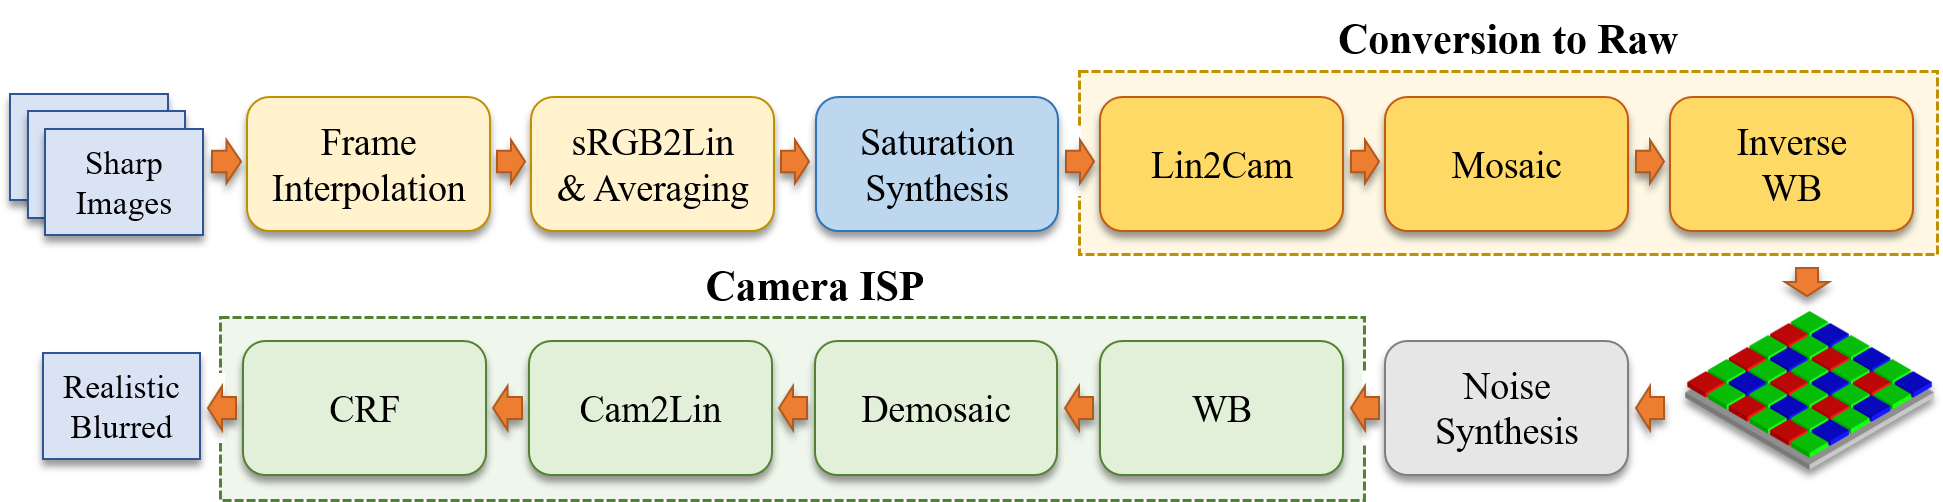 Conversion to Raw
Sharp
Images
Frame
Interpolation
sRGB2Lin
& Averaging
Saturation
Synthesis
Lin2Cam
Mosaic
Inverse
WB
Camera ISP
Realistic
Blurred
CRF
Cam2Lin
Demosaic
WB
Noise
Synthesis